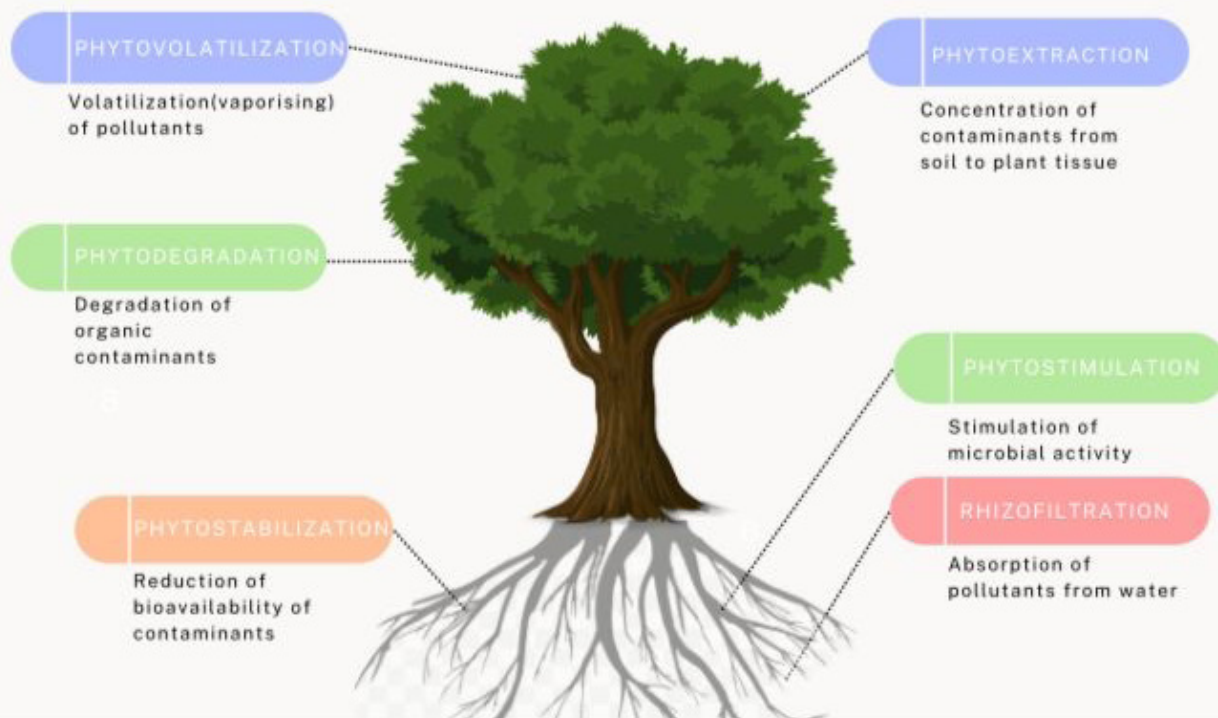 PHYTOVOLATILIZATION
Volatilization(vaporising)
of pollutants
PHYTOEXTRACTION
Concentration of
contaminants from
soil to plant tissue
PHYTODEGRADATION
Degradation of
organic
contaminants
PHYTOSTIMULATION
Stimulation of
microbial activity
PHYTOSTABILIZATION
Reduction of
bioavailability of
contaminants
RHIZOFILTRATION
Absorption of
pollutants from water